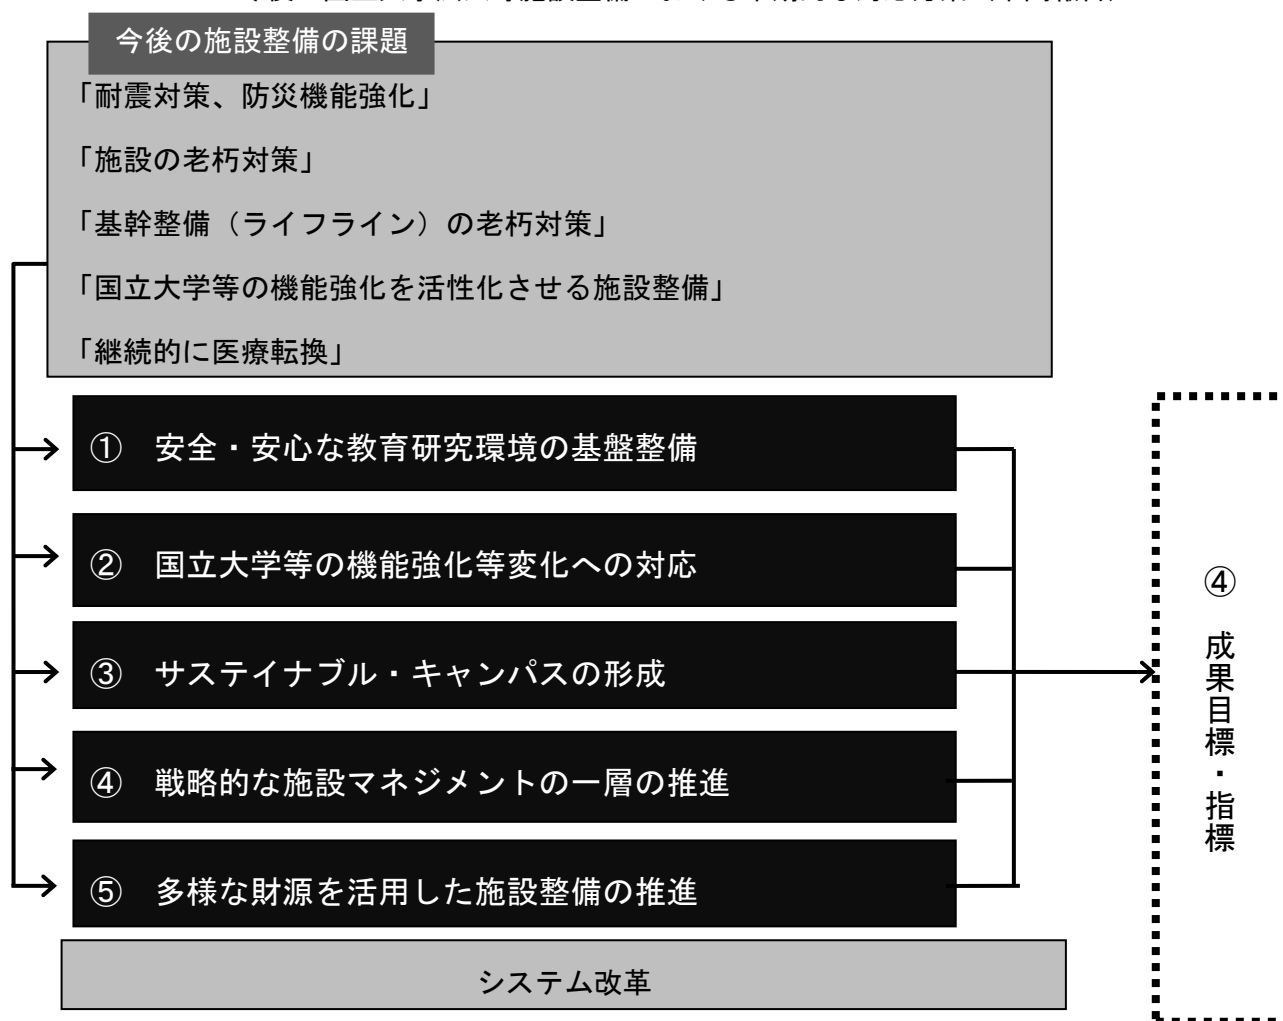 今後の施設整備の課題
「耐震対策、防災機能強化」
「施設の老朽対策」
「基幹整備（ライフライン）の老朽対策」
「国立大学等の機能強化を活性化させる施設整備」
「継続的に医療転換」
① 安全・安心な教育研究環境の基盤整備
② 国立大学等の機能強化等変化への対応
③ サステイナブル・キャンパスの形成
④ 戦略的な施設マネジメントの一層の推進
⑤ 多様な財源を活用した施設整備の推進
システム改革
④ 成果目標・指標